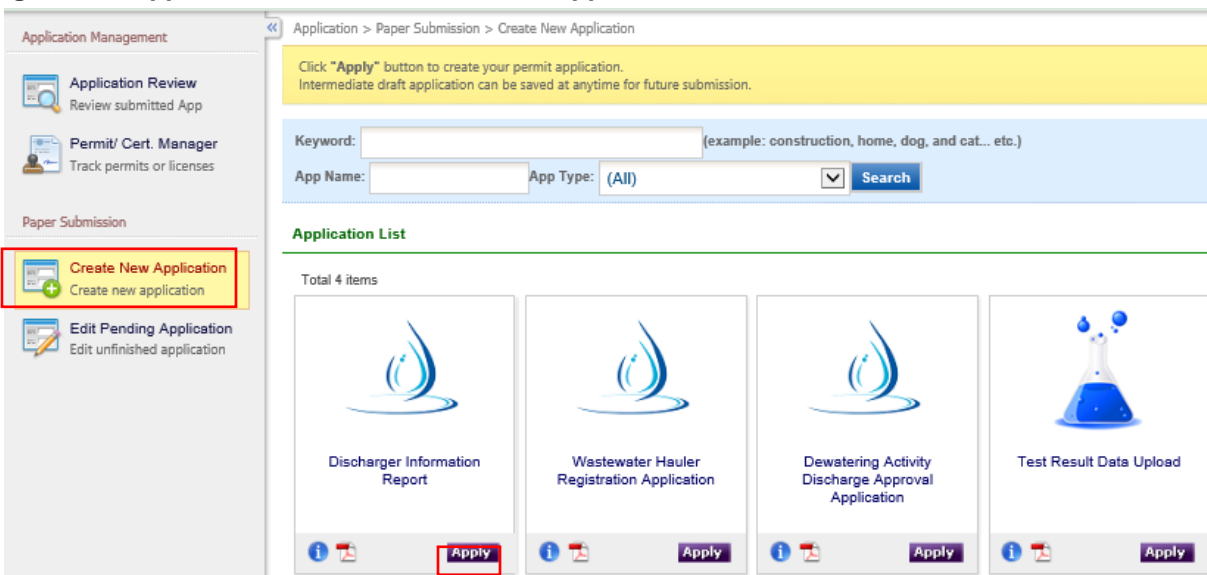 Application Management
Application Review
Review submitted App
Permit/ Cert. Manager
Track permits or licenses
Paper Submission
Create New Application
Create new application
Edit Pending Application
Edit unfinished application
Application > Paper Submission > Create New Application
Click "Apply" button to create your permit application.
Intermediate draft application can be saved at anytime for future submission.
Keyword: (example: construction, home, dog, and cat... etc.)
App Name: App Type: (All) Search
Application List
Total 4 items
Discharger Information
Report
Apply
Wastewater Hauler
Registration Application
Apply
Dewatering Activity
Discharge Approval
Application
Apply
Test Result Data Upload
Apply